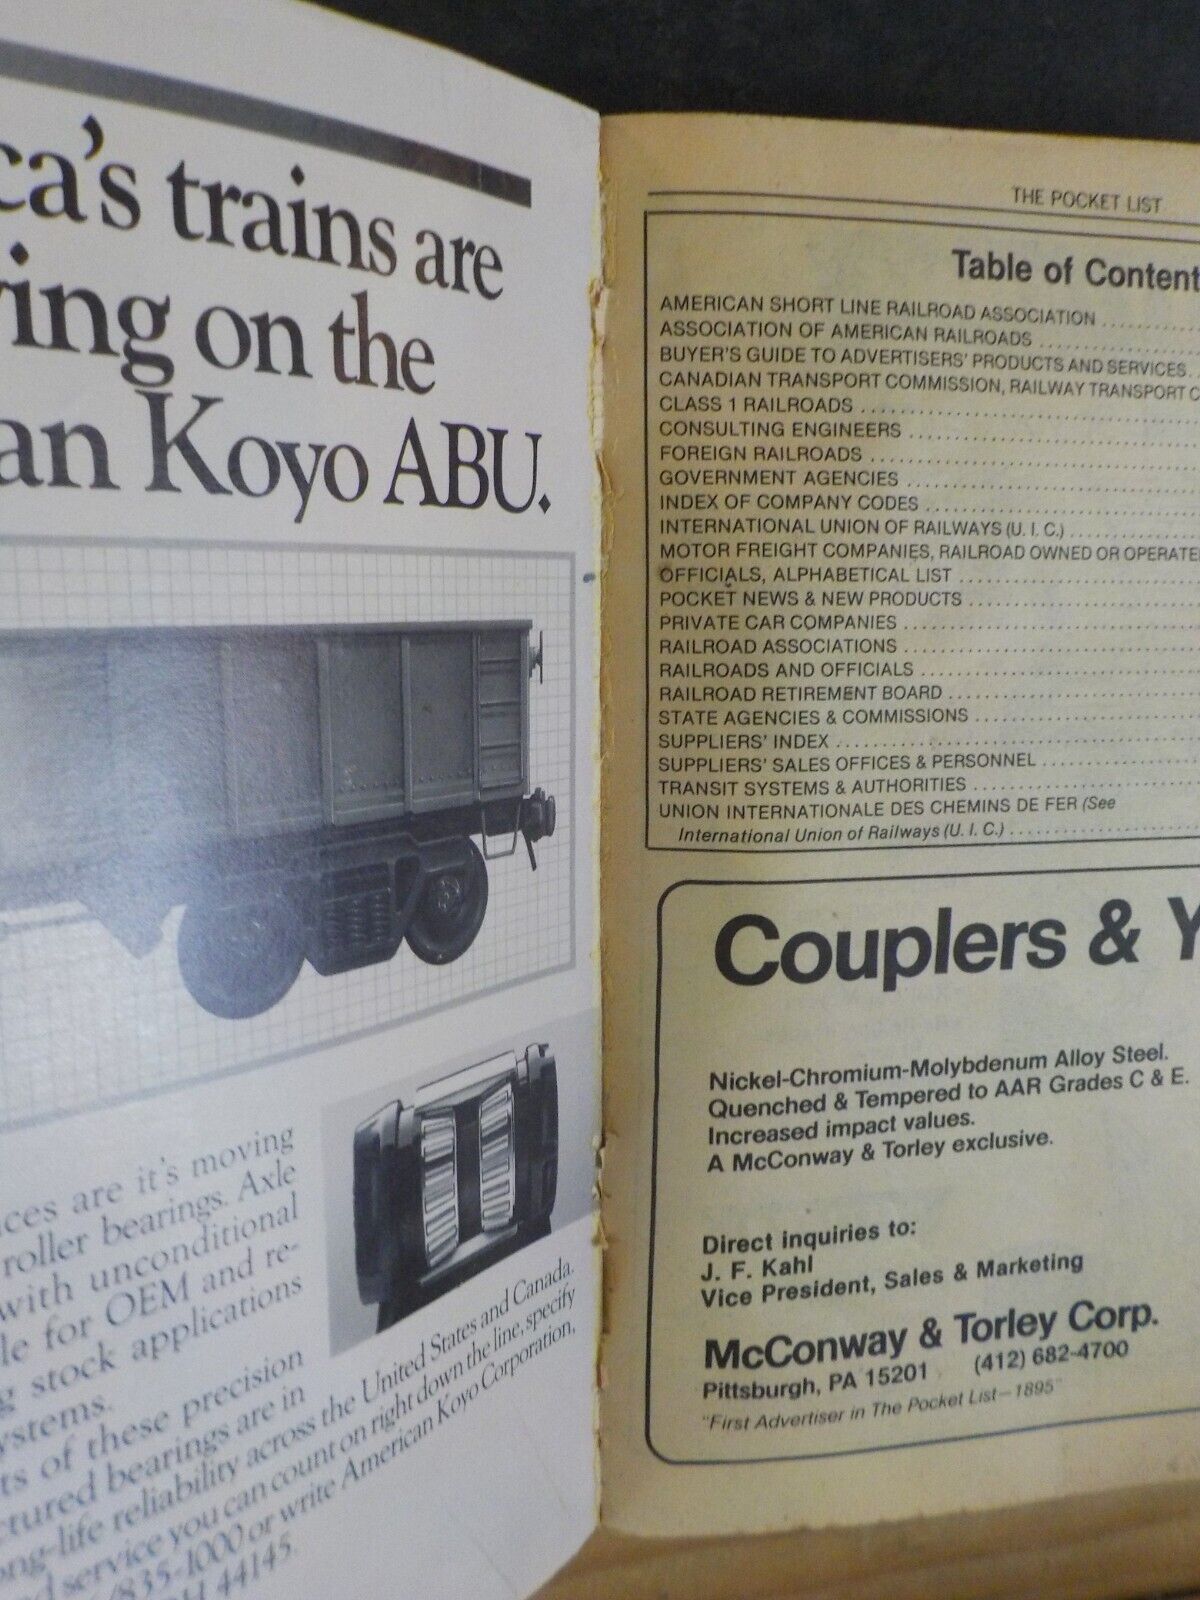 ca's trains are
ing on the
an Koyo ABU.
ces are it's moving
roller bearings. Axle
with unconditional
le for OEM and re-
g stock applications
ystems.
ts of these precision
ctured bearings are in
ong-life reliability across the United States and Canada.
d service you can count on right down the line, specify
/835-1000 or write American Koyo Corporation,
OH 44145.
THE POCKET LIST
Table of Content
AMERICAN SHORT LINE RAILROAD ASSOCIATION
ASSOCIATION OF AMERICAN RAILROADS
BUYER'S GUIDE TO ADVERTISERS' PRODUCTS AND SERVICES
CANADIAN TRANSPORT COMMISSION, RAILWAY TRANSPORT C
CLASS 1 RAILROADS
CONSULTING ENGINEERS
FOREIGN RAILROADS
GOVERNMENT AGENCIES
INDEX OF COMPANY CODES
INTERNATIONAL UNION OF RAILWAYS (U. I. C.)
MOTOR FREIGHT COMPANIES, RAILROAD OWNED OR OPERATE
OFFICIALS, ALPHABETICAL LIST
POCKET NEWS & NEW PRODUCTS
PRIVATE CAR COMPANIES
RAILROAD ASSOCIATIONS
RAILROADS AND OFFICIALS
RAILROAD RETIREMENT BOARD
STATE AGENCIES & COMMISSIONS
SUPPLIERS' INDEX
SUPPLIERS' SALES OFFICES & PERSONNEL
TRANSIT SYSTEMS & AUTHORITIES
UNION INTERNATIONALE DES CHEMINS DE FER (See
International Union of Railways (U. I. C.)
Couplers & Y
Nickel-Chromium-Molybdenum Alloy Steel.
Quenched & Tempered to AAR Grades C & E.
Increased impact values.
A McConway & Torley exclusive.
Direct inquiries to:
J. F. Kahl
Vice President, Sales & Marketing
McConway & Torley Corp.
Pittsburgh, PA 15201 (412) 682-4700
"First Advertiser in The Pocket List—1895"